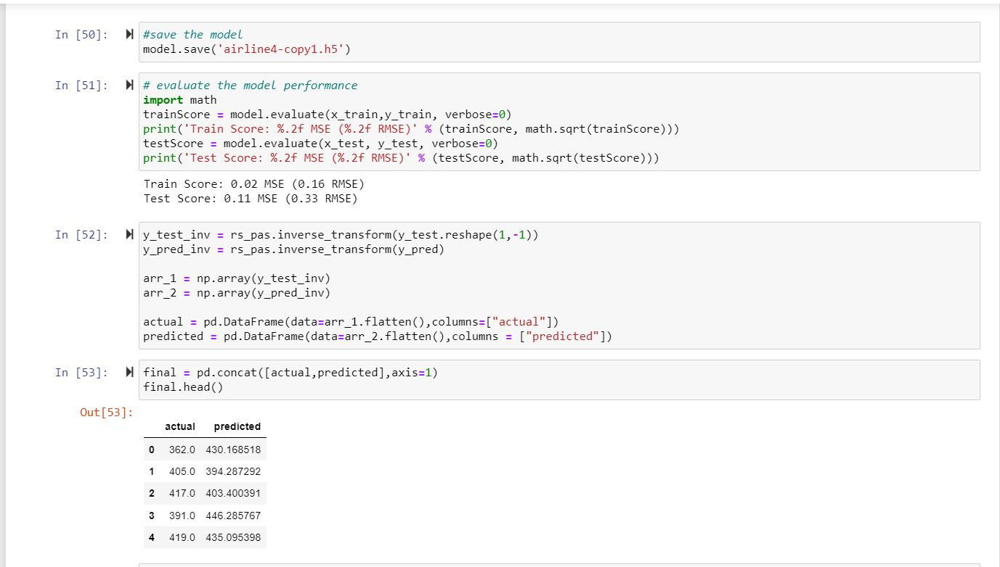 In [50]: #save the model
model.save('airline4-copy1.h5')
In [51]: # evaluate the model performance
import math
trainScore = model.evaluate(x_train,y_train, verbose=0)
print('Train Score: %.2f MSE (%.2f RMSE)' % (trainScore, math.sqrt(trainScore)))
testScore = model.evaluate(x_test, y_test, verbose=0)
print('Test Score: %.2f MSE (%.2f RMSE)' % (testScore, math.sqrt(testScore)))
Train Score: 0.02 MSE (0.16 RMSE)
Test Score: 0.11 MSE (0.33 RMSE)
In [52]: y_test_inv = rs_pas.inverse_transform(y_test.reshape(1,-1))
y_pred_inv = rs_pas.inverse_transform(y_pred)
arr_1 = np.array(y_test_inv)
arr_2 = np.array(y_pred_inv)
actual = pd.DataFrame(data=arr_1.flatten(),columns=["actual"])
predicted = pd.DataFrame(data=arr_2.flatten(),columns = ["predicted"])
In [53]: final = pd.concat([actual,predicted],axis=1)
final.head()
Out[53]:
actual predicted
0 362.0 430.168518
1 405.0 394.287292
2 417.0 403.400391
3 391.0 446.285767
4 419.0 435.095398